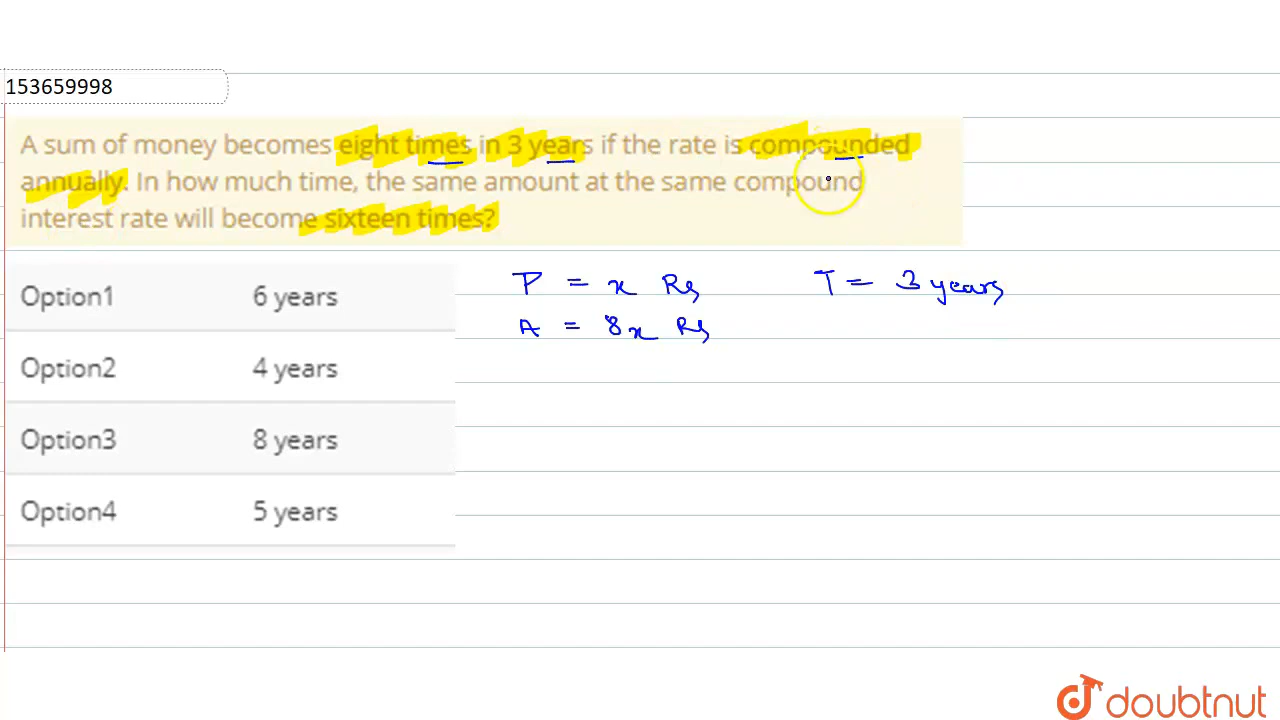 153659998
A sum of money becomes eight times in 3 years if the rate is compounded
annually. In how much time, the same amount at the same compound
interest rate will become sixteen times?
Option1 6 years
Option2 4 years
Option3 8 years
Option4 5 years
P = x Rs T = 3 years
A = 8x Rs
doubtnut